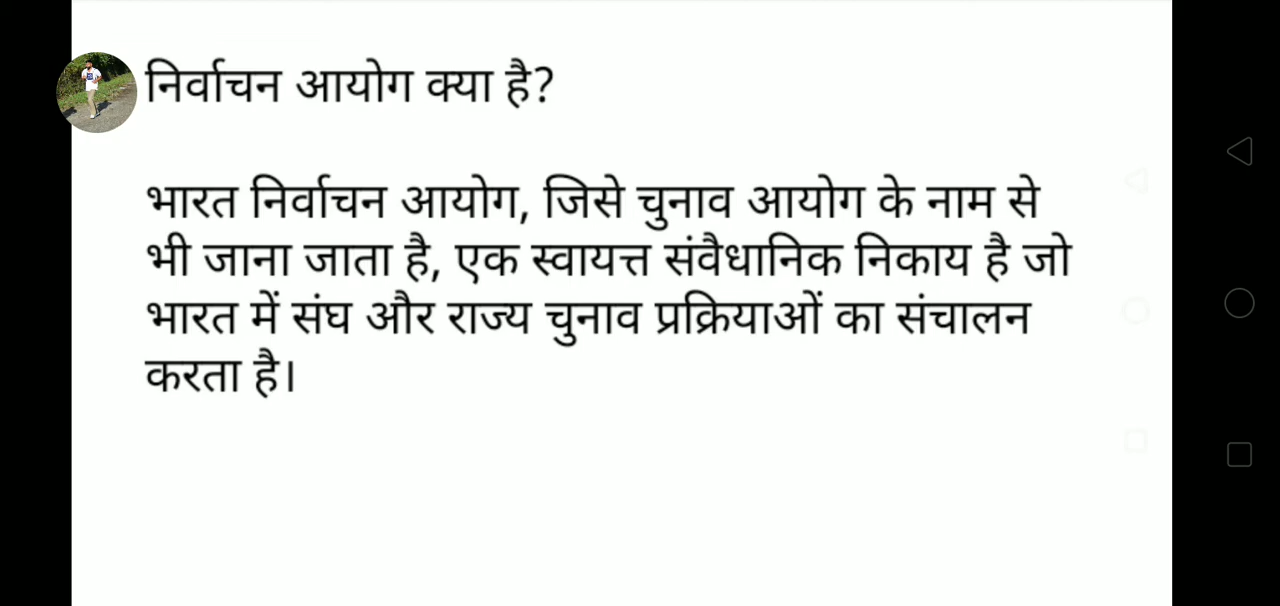 निर्वाचन आयोग क्या है?
भारत निर्वाचन आयोग, जिसे चुनाव आयोग के नाम से
भी जाना जाता है, एक स्वायत्त संवैधानिक निकाय है जो
भारत में संघ और राज्य चुनाव प्रक्रियाओं का संचालन
करता है।